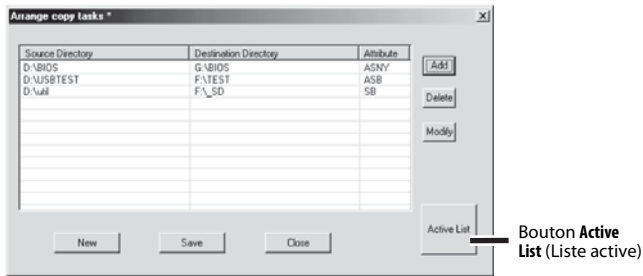 Arrange copy tasks *
Source Directory Destination Directory Attribute
D:\BIOS G:\BIOS ASNY
D:\USBTEST F:\TEST ASB
D:\util F:\_SD SB
Add
Delete
Modify
Active List
New Save Close
Bouton Active
List (Liste active)